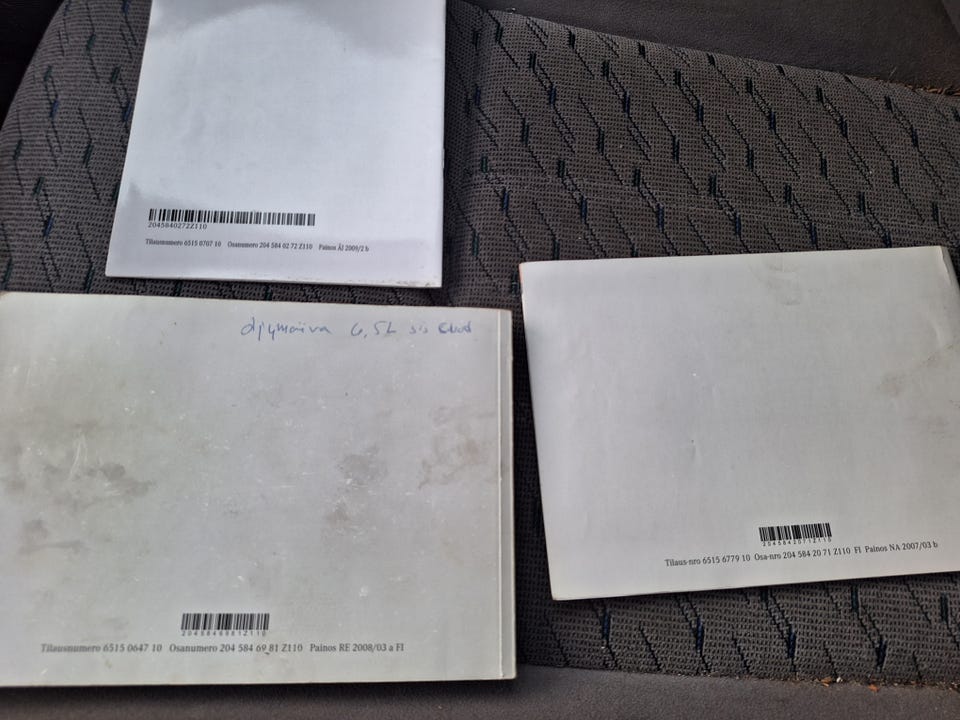 2045840272Z110
Tilausnumero 6515 0707 10 Osanumero 204 584 02 72 Z110 Painos ÄJ 2009/2 b
öljymäärä 6,5L sis
2045846981Z110
Tilausnumero 6515 0647 10 Osanumero 204 584 69 81 Z110 Painos RE 2008/03 a FI
2045842071Z110
Tilaus-nro 6515 6779 10 Osa-nro 204 584 20 71 Z110 FI Painos NA 2007/03 b